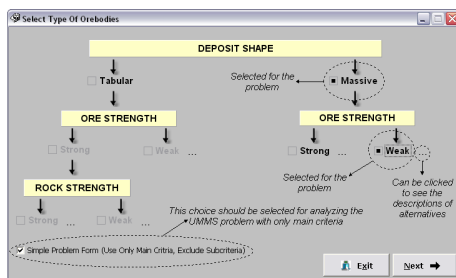 Select Type Of Orebodies
DEPOSIT SHAPE
Tabular
Selected for the problem
Massive
ORE STRENGTH
ORE STRENGTH
Strong
Weak ...
Strong ...
Weak ...
Selected for the problem
Can be clicked to see the descriptions of alternatives
ROCK STRENGTH
Strong ...
Weak ...
This choice should be selected for analyzing the UMMS problem with only main criteria
Simple Problem Form (Use Only Main Critria, Exclude Subcriteria)
Exit
Next